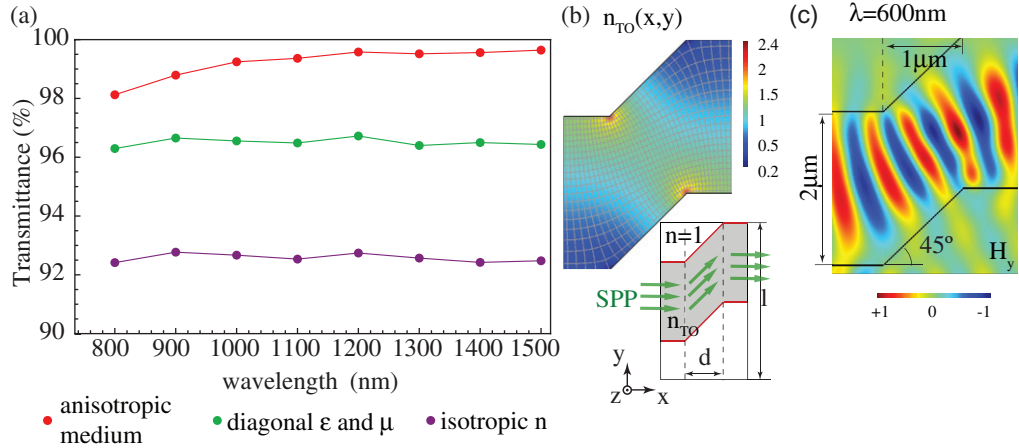 (a)
Transmittance (%)
100
98
96
94
92
90
800 900 1000 1100 1200 1300 1400 1500
wavelength (nm)
anisotropic medium
diagonal ε and μ
isotropic n
(b) n_TO(x,y)
2.4
2
1.5
1
0.5
0.2
n=1
SPP
n_TO
d
l
y
z
x
(c) λ=600nm
1μm
2μm
45º
H_y
+1 0 -1